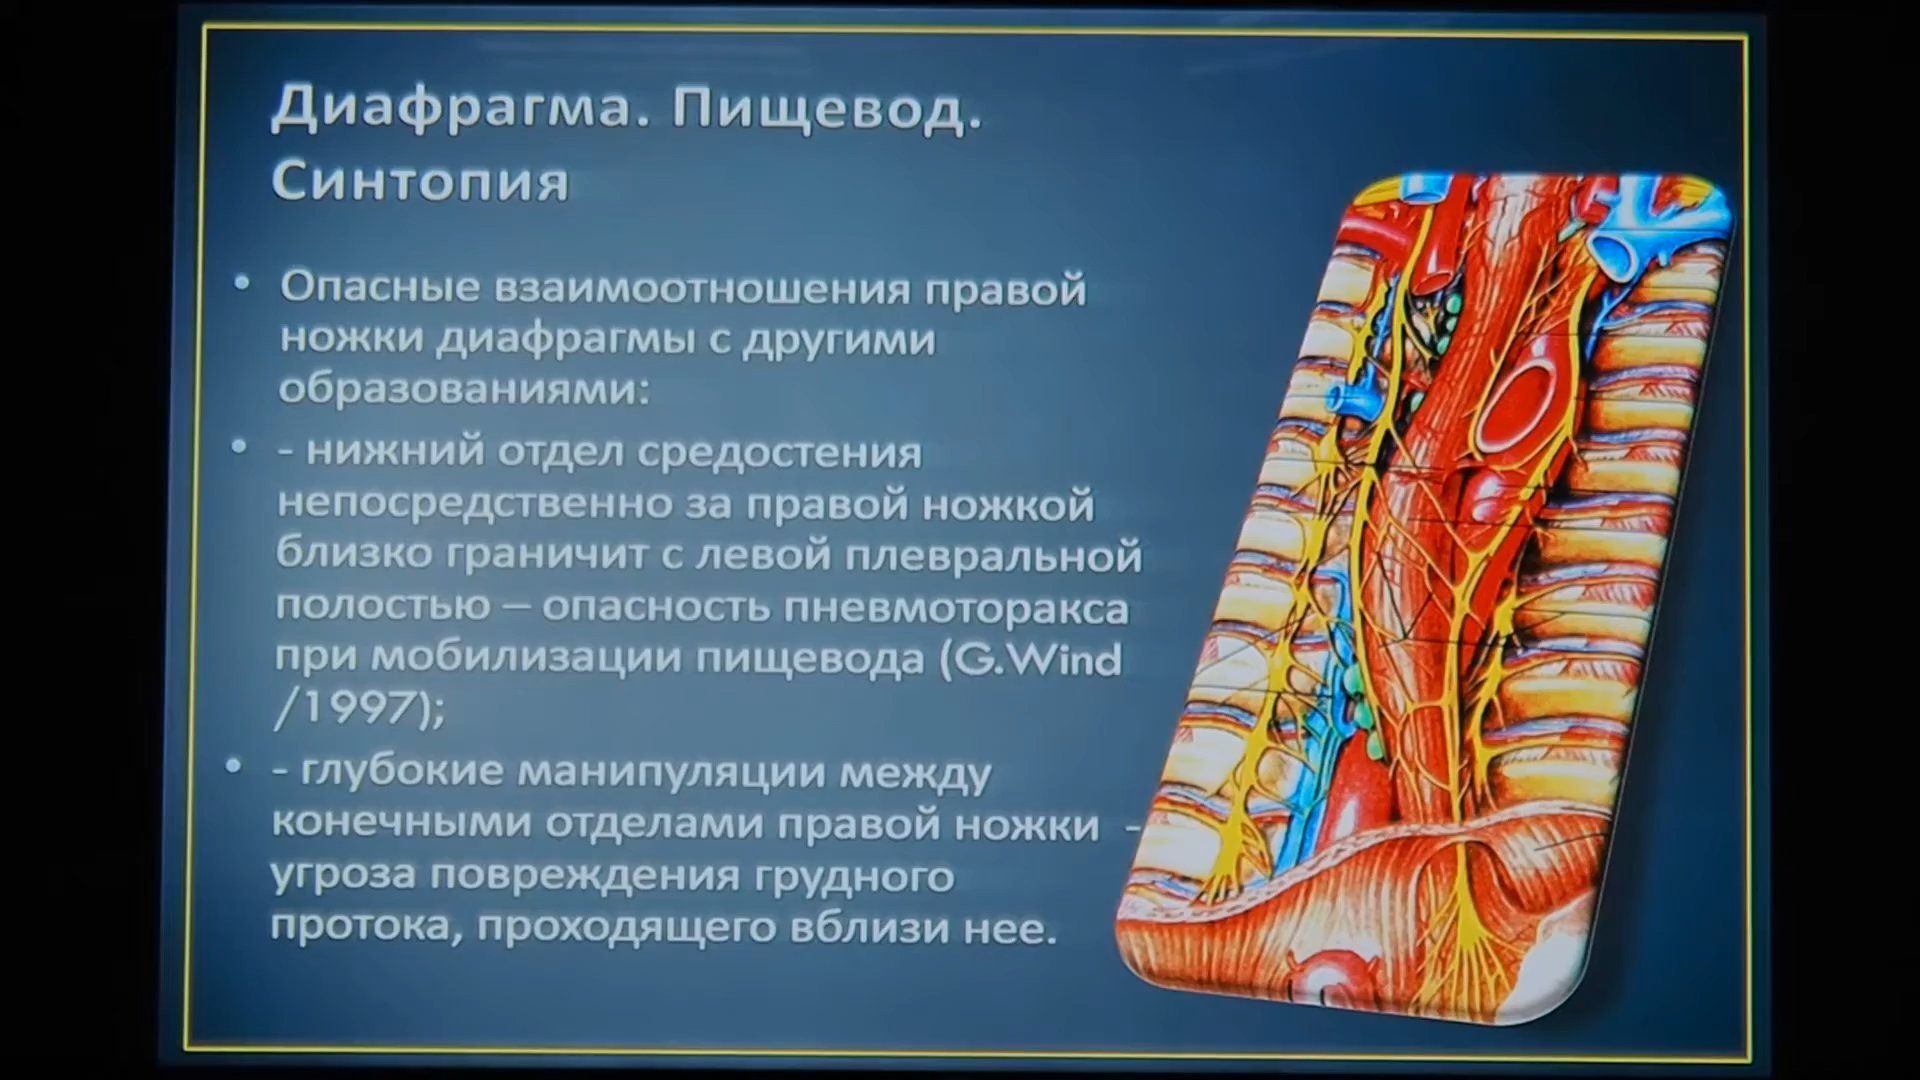 Диафрагма. Пищевод.
Синтопия
• Опасные взаимоотношения правой
ножки диафрагмы с другими
образованиями:
• - нижний отдел средостения
непосредственно за правой ножкой
близко граничит с левой плевральной
полостью – опасность пневмоторакса
при мобилизации пищевода (G.Wind
/1997);
• - глубокие манипуляции между
конечными отделами правой ножки -
угроза повреждения грудного
протока, проходящего вблизи нее.